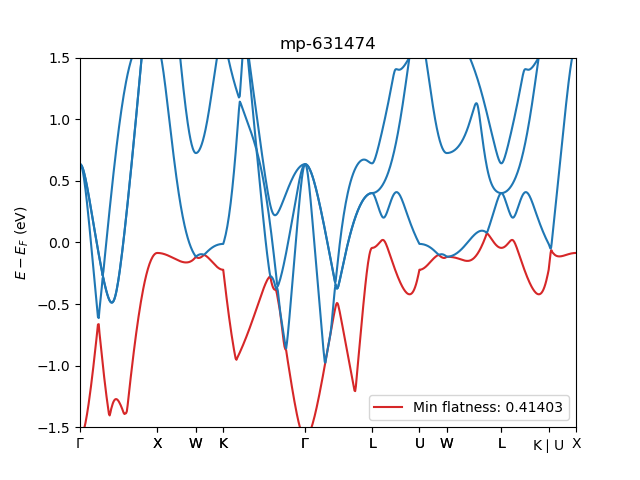 mp-631474
E − E_F (eV)
1.5
1.0
0.5
0.0
−0.5
−1.0
−1.5
Min flatness: 0.41403
Γ X W K Γ L U W L K | U X